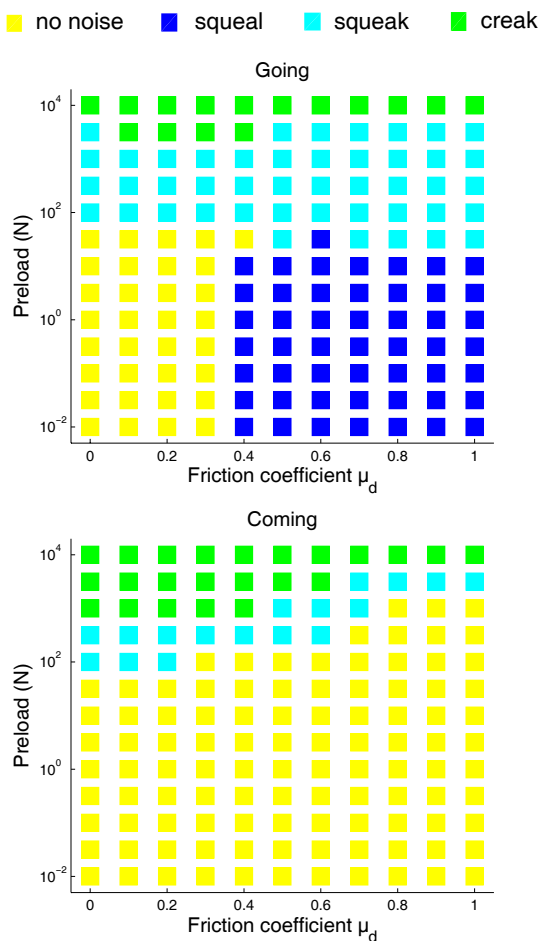 no noise squeal squeak creak
Going
10^4
10^2
10^0
10^-2
Preload (N)
0 0.2 0.4 0.6 0.8 1
Friction coefficient μ_d
Coming
10^4
10^2
10^0
10^-2
Preload (N)
0 0.2 0.4 0.6 0.8 1
Friction coefficient μ_d